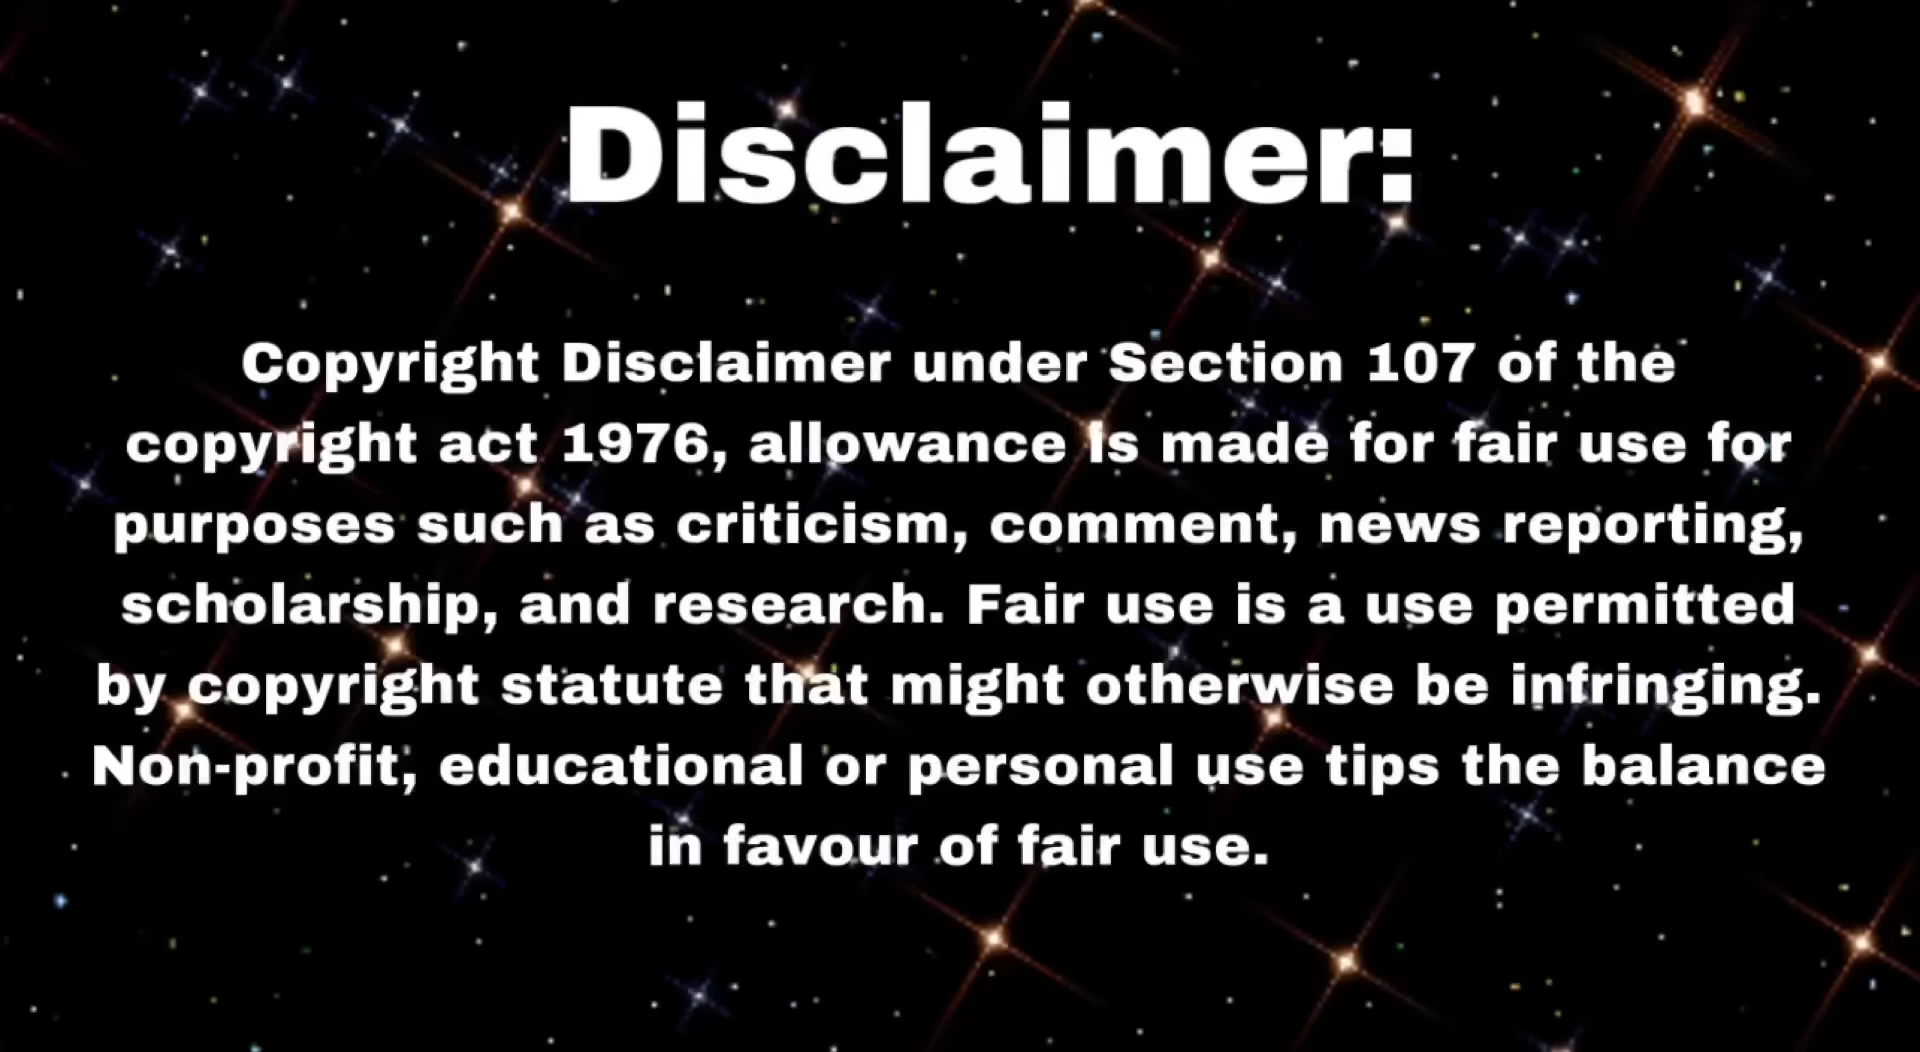 Disclaimer:
Copyright Disclaimer under Section 107 of the
copyright act 1976, allowance is made for fair use for
purposes such as criticism, comment, news reporting,
scholarship, and research. Fair use is a use permitted
by copyright statute that might otherwise be infringing.
Non-profit, educational or personal use tips the balance
in favour of fair use.